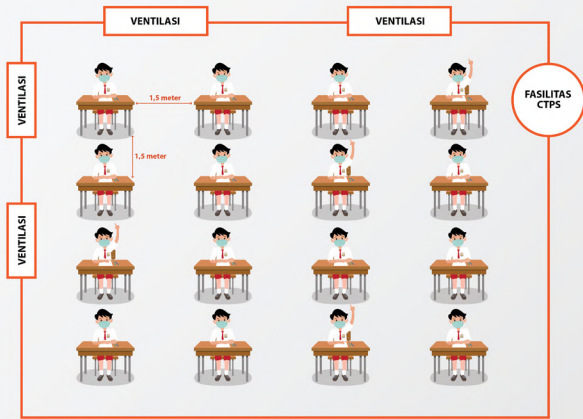 VENTILASI
VENTILASI
VENTILASI
1,5 meter
FASILITAS
CTPS
1,5 meter
VENTILASI